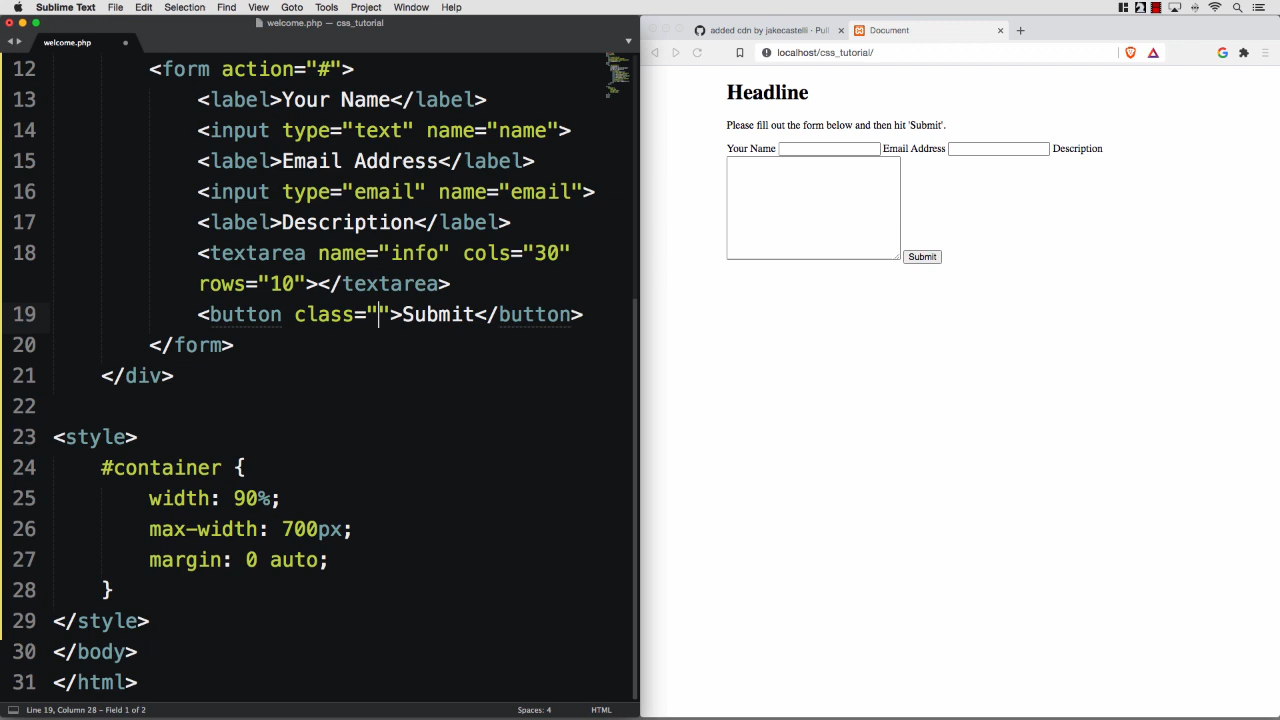 Sublime Text File Edit Selection Find View Goto Tools Project Window Help
welcome.php — css_tutorial
welcome.php
12 <form action="#">
13 <label>Your Name</label>
14 <input type="text" name="name">
15 <label>Email Address</label>
16 <input type="email" name="email">
17 <label>Description</label>
18 <textarea name="info" cols="30"
rows="10"></textarea>
19 <button class="">Submit</button>
20 </form>
21 </div>
22
23 <style>
24 #container {
25 width: 90%;
26 max-width: 700px;
27 margin: 0 auto;
28 }
29 </style>
30 </body>
31 </html>
Line 19, Column 28 - Field 1 of 2 Spaces: 4 HTML
added cdn by jakecastelli · Pull Document
localhost/css_tutorial/
Headline
Please fill out the form below and then hit 'Submit'.
Your Name Email Address Description
Submit